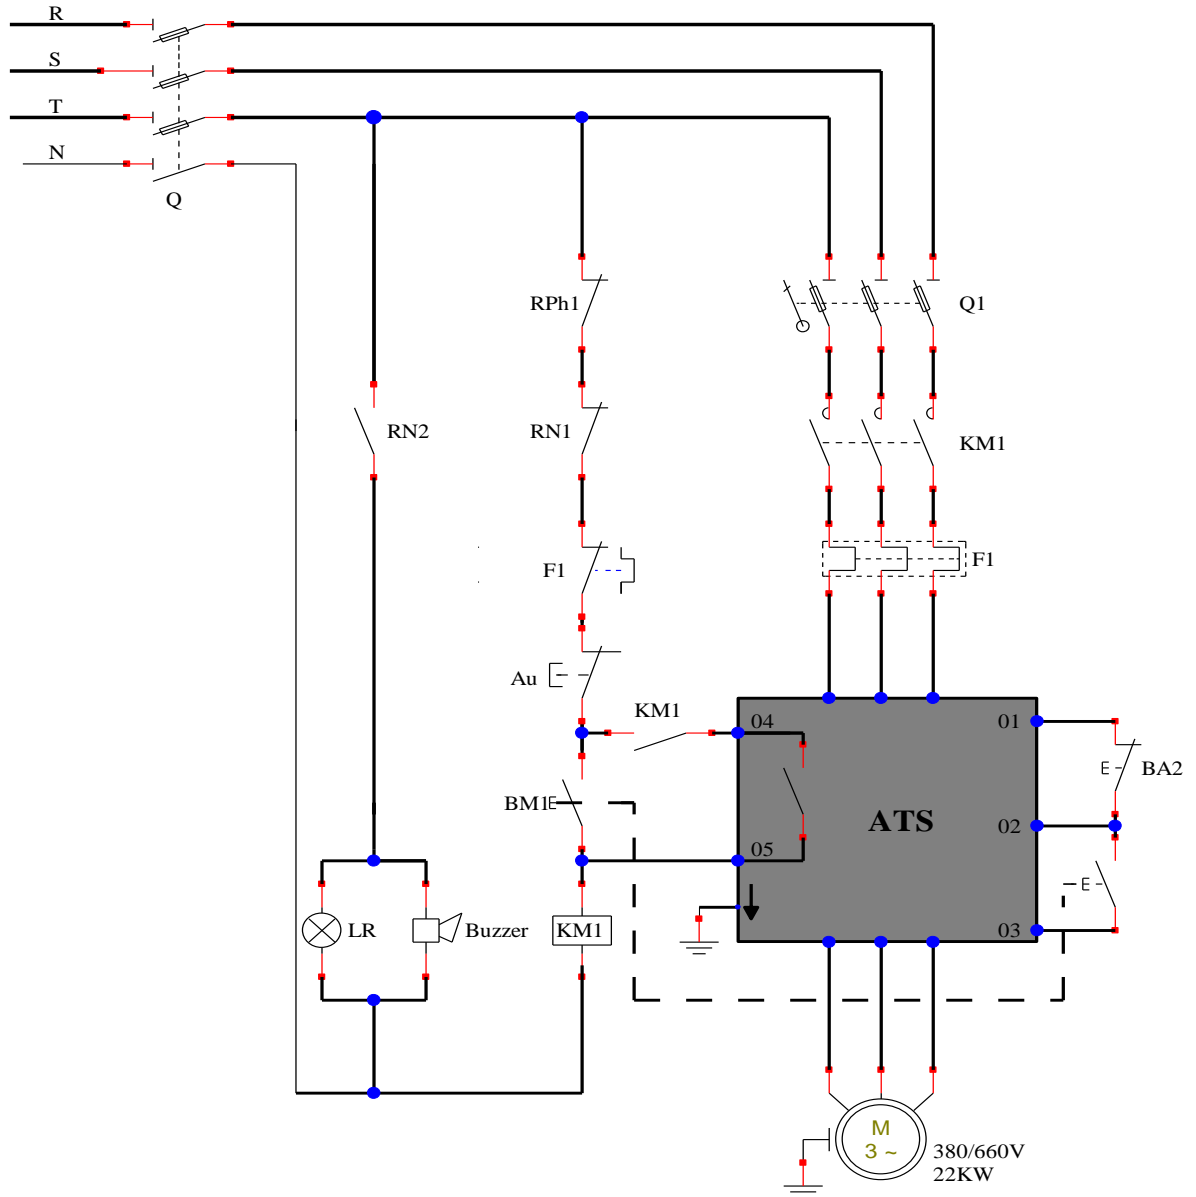 R
S
T
N
Q
RPh1
Q1
RN2
RN1
KM1
F1
F1
Au
KM1
04
01
BM1
E
ATS
E
BA2
02
05
E
LR
Buzzer
KM1
03
M
3 ~
380/660V
22KW